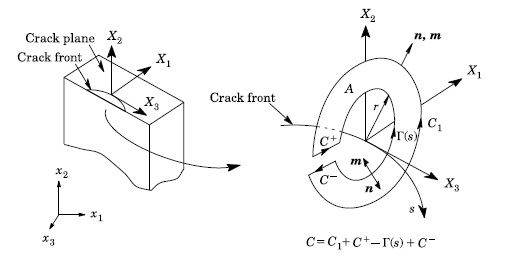 Crack plane
X₂
Crack front
X₁
X₃
x₂
x₁
x₃
X₂
n, m
X₁
A
r
Crack front
C₁
C⁺
Γ(s)
m
C⁻
n
X₃
s
C=C₁+C⁺−Γ(s)+C⁻